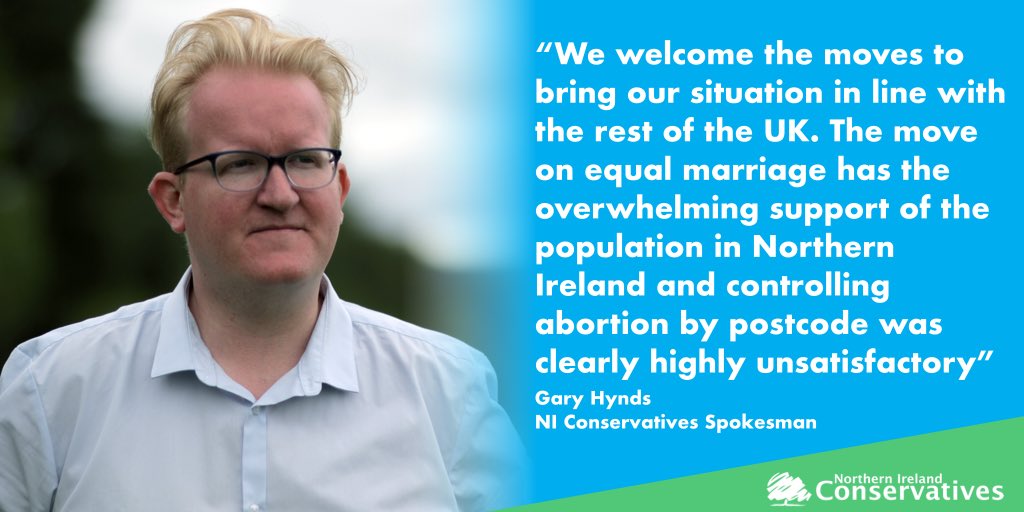 “We welcome the moves to
bring our situation in line with
the rest of the UK. The move
on equal marriage has the
overwhelming support of the
population in Northern
Ireland and controlling
abortion by postcode was
clearly highly unsatisfactory”
Gary Hynds
NI Conservatives Spokesman
Northern Ireland
Conservatives